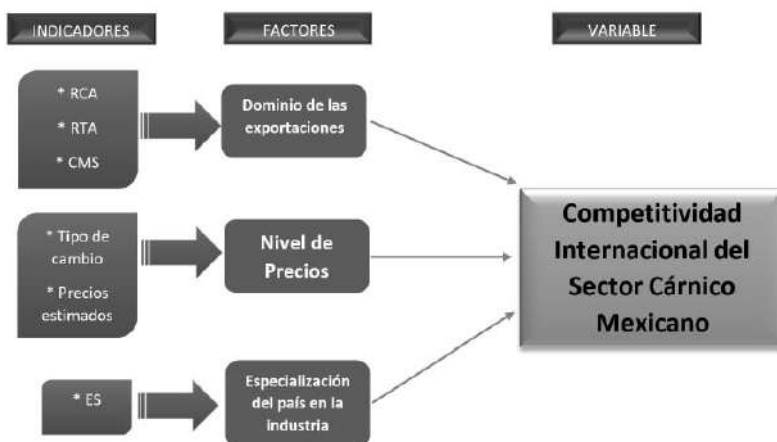 INDICADORES
FACTORES
VARIABLE
* RCA
* RTA
* CMS
Dominio de las
exportaciones
* Tipo de
cambio
* Precios
estimados
Nivel de
Precios
* ES
Especialización
del país en la
industria
Competitividad
Internacional del
Sector Cárnico
Mexicano